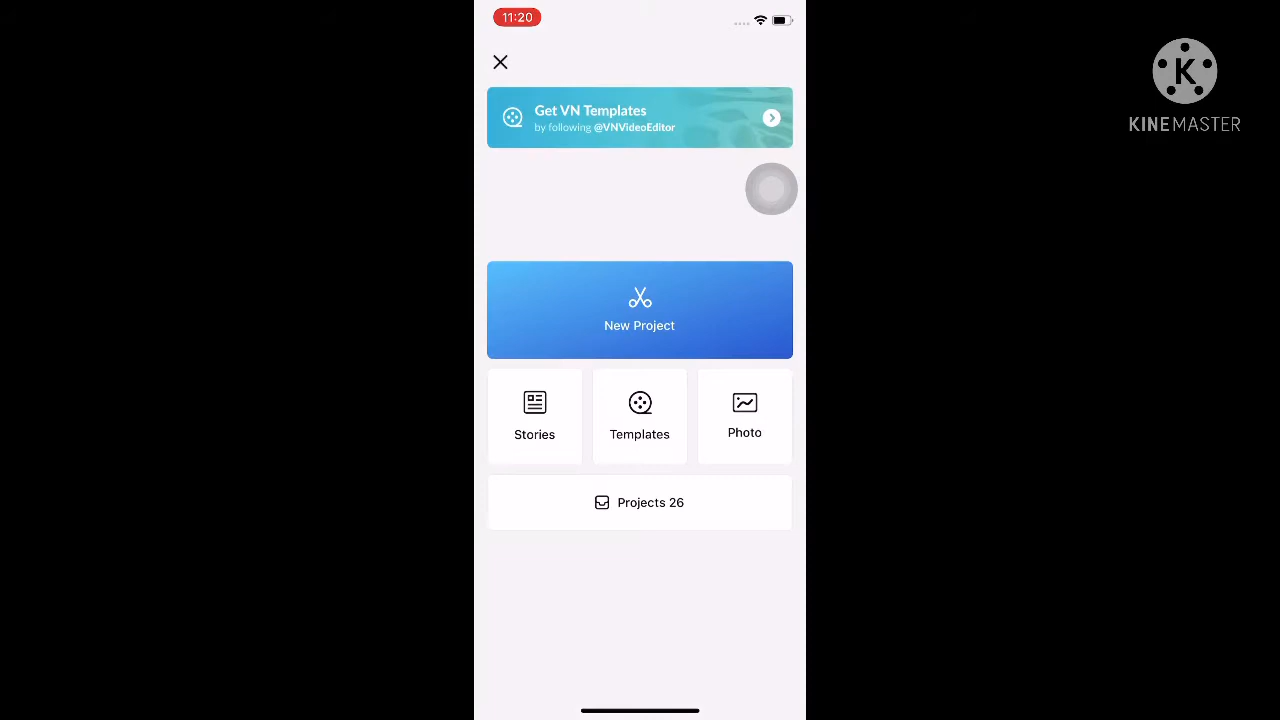 11:20
Get VN Templates
by following @VNVideoEditor
K
KINEMASTER
New Project
Stories
Templates
Photo
Projects 26